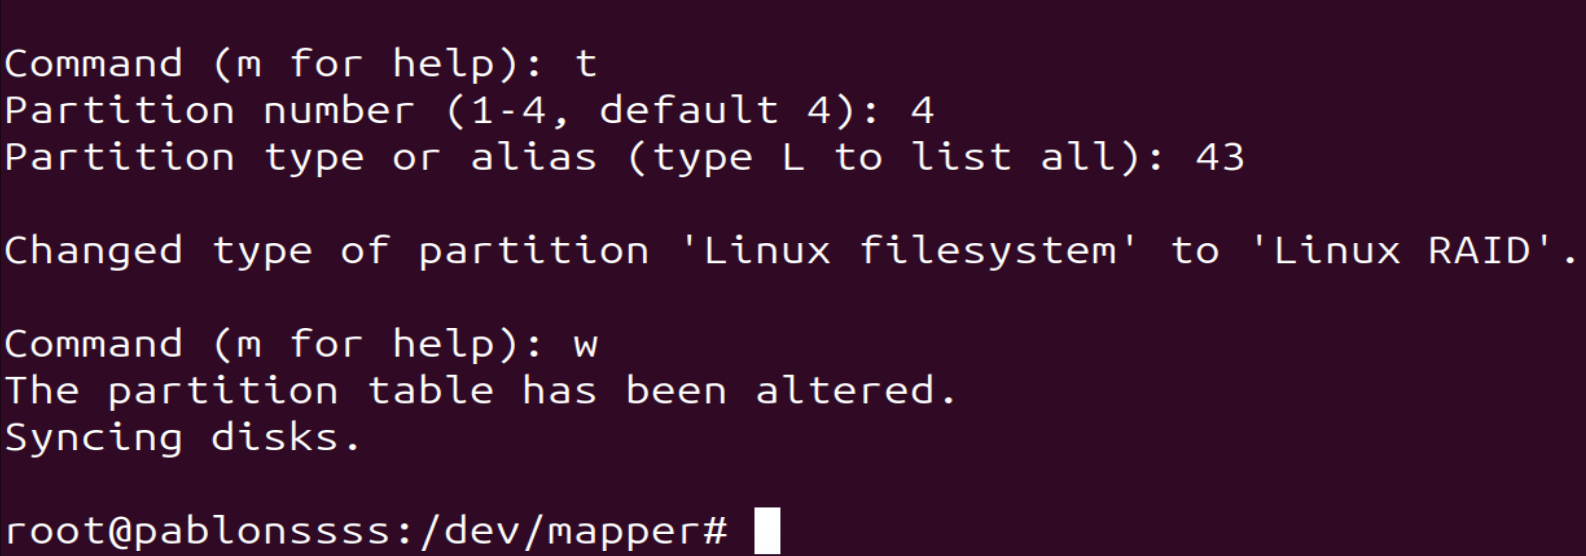 Command (m for help): t
Partition number (1-4, default 4): 4
Partition type or alias (type L to list all): 43
Changed type of partition 'Linux filesystem' to 'Linux RAID'.
Command (m for help): w
The partition table has been altered.
Syncing disks.
root@pablonssss:/dev/mapper#